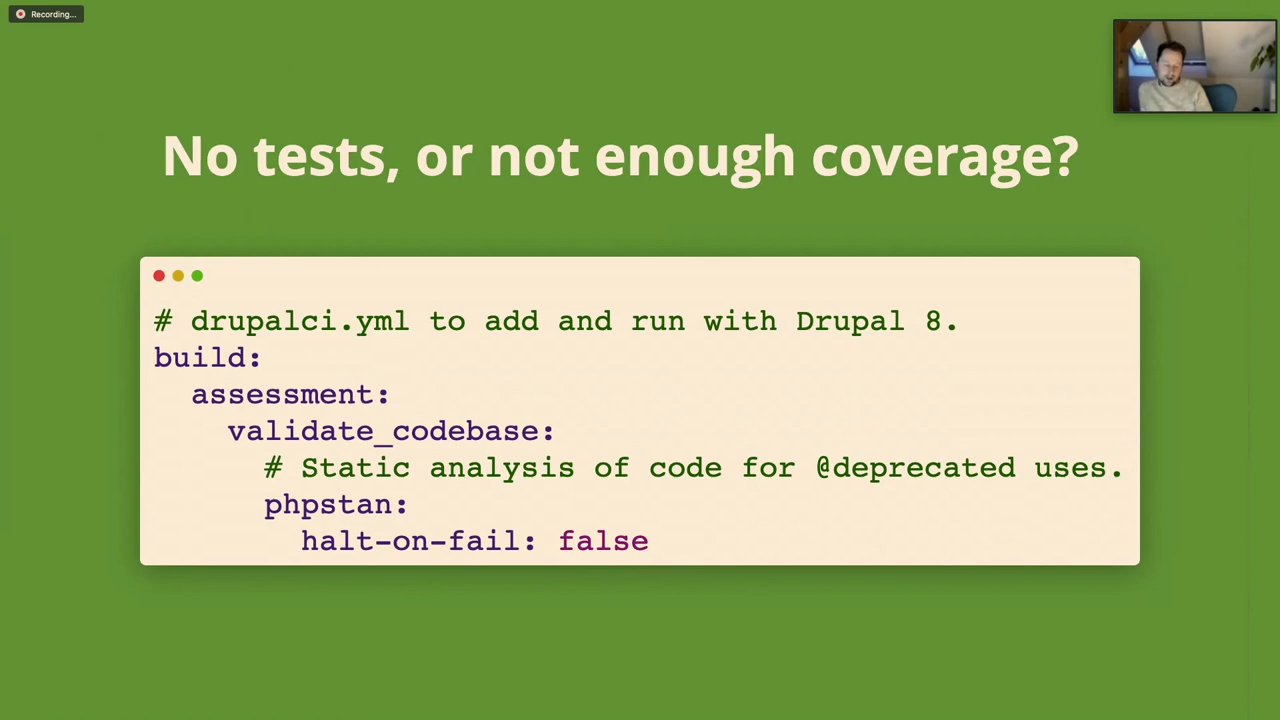 Recording...
No tests, or not enough coverage?
# drupalci.yml to add and run with Drupal 8.
build:
  assessment:
    validate_codebase:
      # Static analysis of code for @deprecated uses.
      phpstan:
        halt-on-fail: false